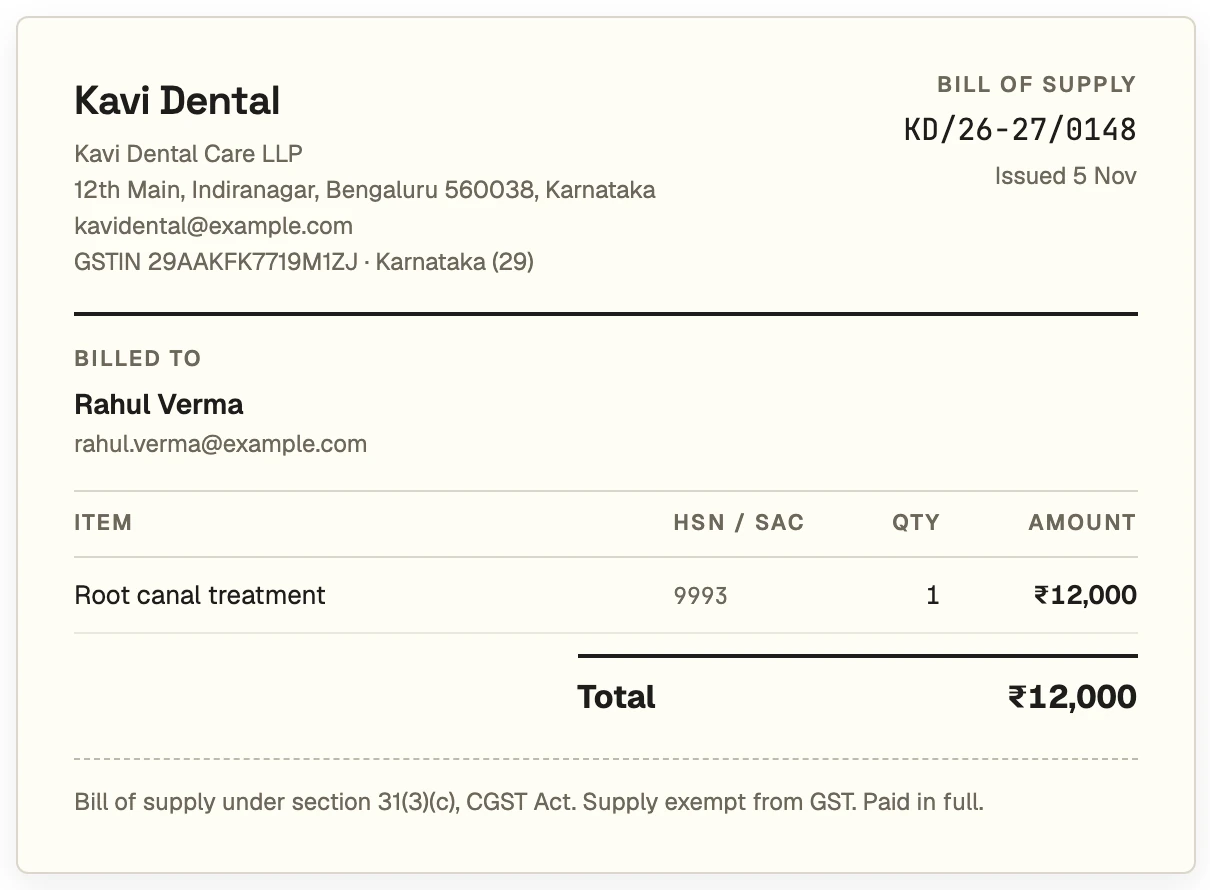 Kavi Dental
Kavi Dental Care LLP
12th Main, Indiranagar, Bengaluru 560038, Karnataka
kavidental@example.com
GSTIN 29AAKFK7719M1ZJ · Karnataka (29)
BILL OF SUPPLY
KD/26-27/0148
Issued 5 Nov
BILLED TO
Rahul Verma
rahul.verma@example.com
ITEM HSN / SAC QTY AMOUNT
Root canal treatment 9993 1 ₹12,000
Total ₹12,000
Bill of supply under section 31(3)(c), CGST Act. Supply exempt from GST. Paid in full.